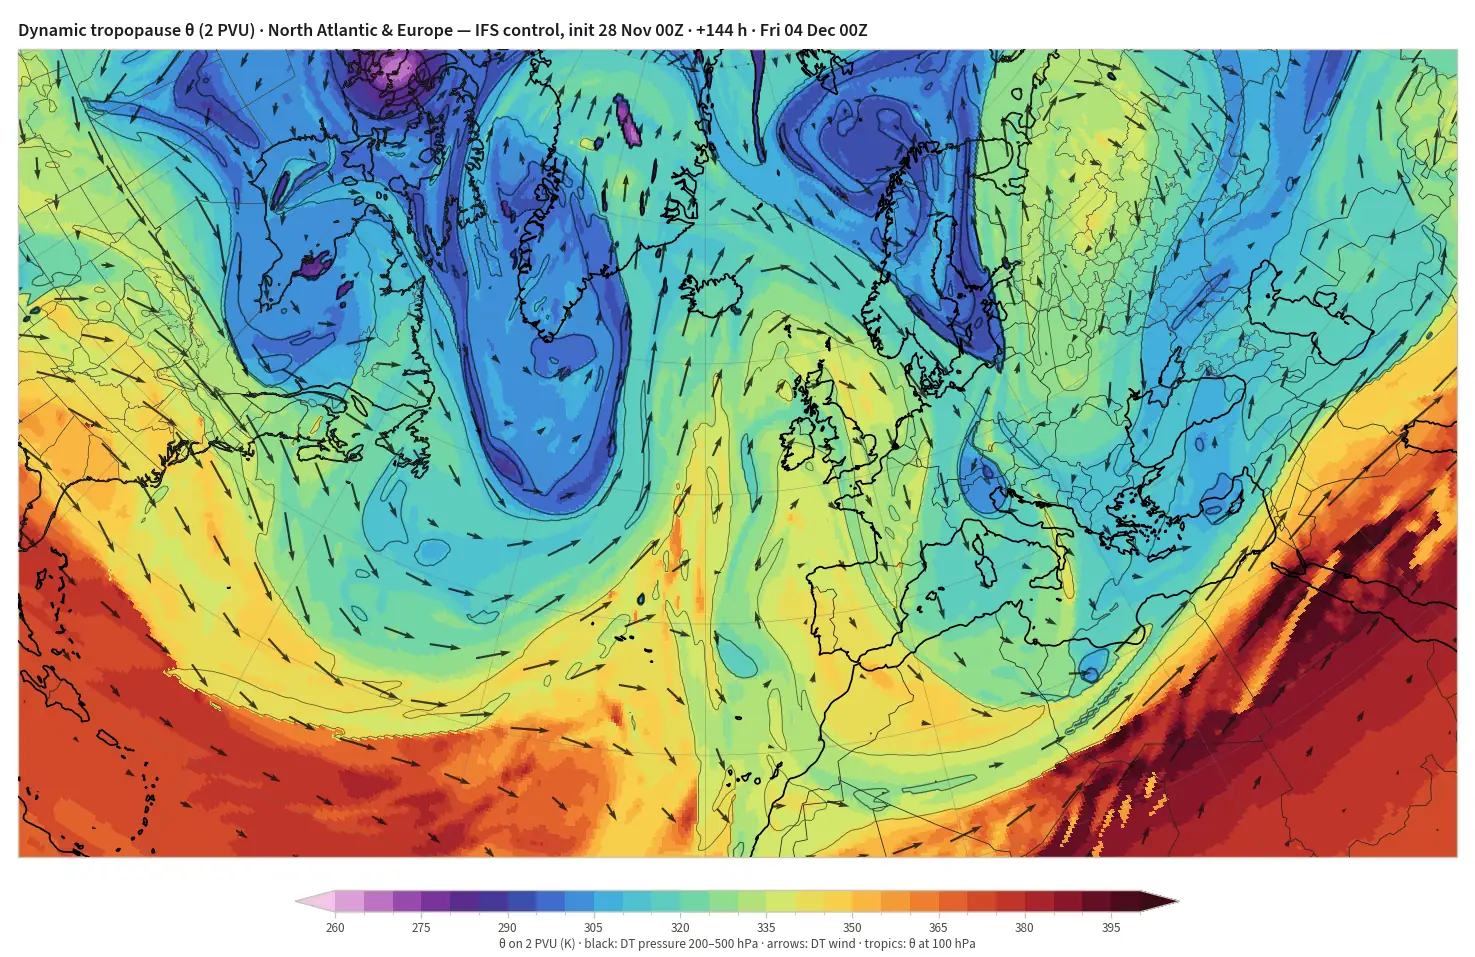 Dynamic tropopause θ (2 PVU) · North Atlantic & Europe — IFS control, init 28 Nov 00Z · +144 h · Fri 04 Dec 00Z
260 275 290 305 320 335 350 365 380 395
θ on 2 PVU (K) · black: DT pressure 200–500 hPa · arrows: DT wind · tropics: θ at 100 hPa